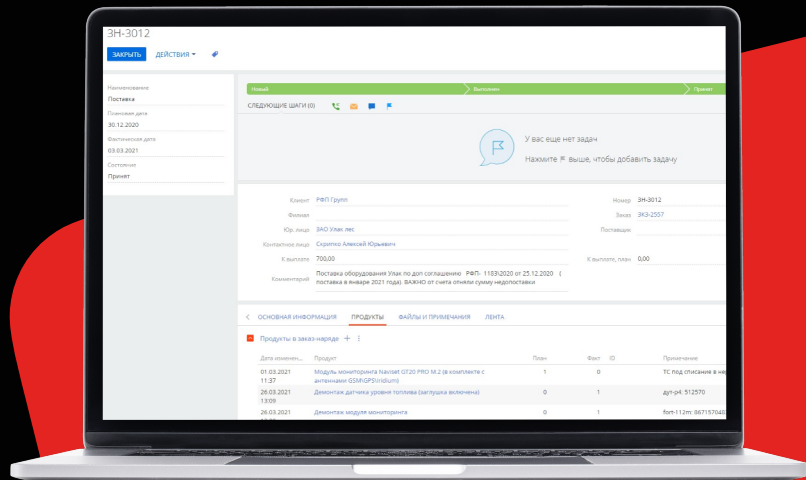 ЗН-3012
ЗАКРЫТЬ ДЕЙСТВИЯ
Наименование
Поставка
Плановая дата
30.12.2020
Фактическая дата
03.03.2021
Состояние
Принят
Новый Выполнен Принят
СЛЕДУЮЩИЕ ШАГИ (0)
У вас еще нет задач
Нажмите выше, чтобы добавить задачу
Клиент РФП Групп
Филиал
Юр. лицо ЗАО Улак лес
Контактное лицо Скрипко Алексей Юрьевич
К выплате 700,00
Комментарий Поставка оборудования Улак по доп соглашению РФП- 1183\2020 от 25.12.2020 (
поставка в январе 2021 года). ВАЖНО от счета отняли сумму недопоставки
Номер ЗН-3012
Заказ ЗКЗ-2557
Поставщик
К выплате, план 0,00
ОСНОВНАЯ ИНФОРМАЦИЯ ПРОДУКТЫ ФАЙЛЫ И ПРИМЕЧАНИЯ ЛЕНТА
Продукты в заказ-наряде +
Дата изменен... Продукт План Факт ID Примечание
01.03.2021 Модуль мониторинга Naviset GT20 PRO M.2 (в комплекте с 1 0 ТС под списание в
11:37 антеннами GSM\GPS\Iridium)
26.03.2021 Демонтаж датчика уровня топлива (заглушка включена) 0 1 дут-р4: 512570
13:09
26.03.2021 Демонтаж модуля мониторинга 0 1